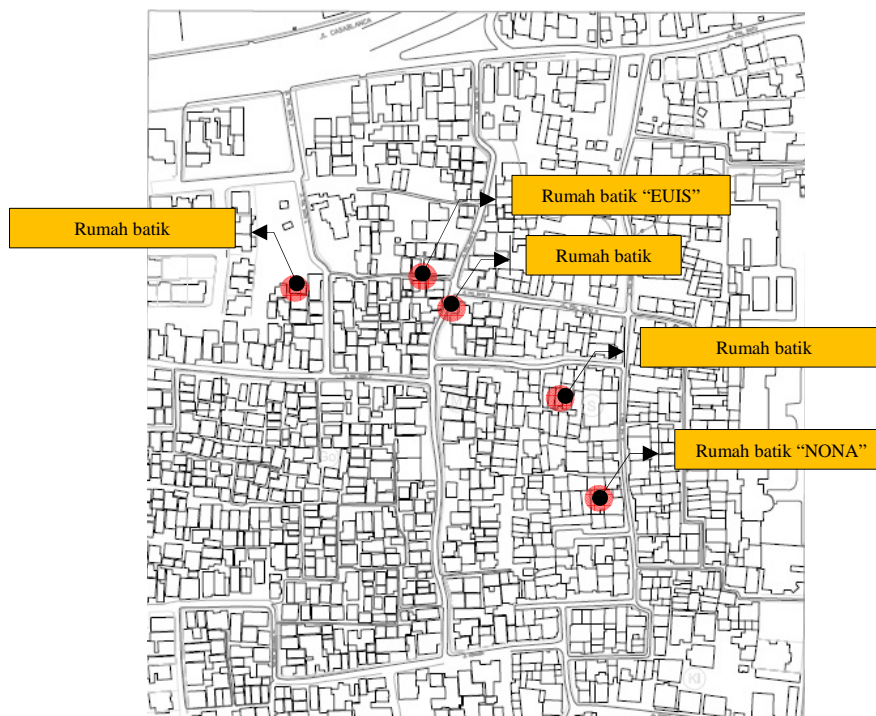 JL. CASABLANCA
Rumah batik “EUIS”
Rumah batik
Rumah batik
Rumah batik
Rumah batik “NONA”